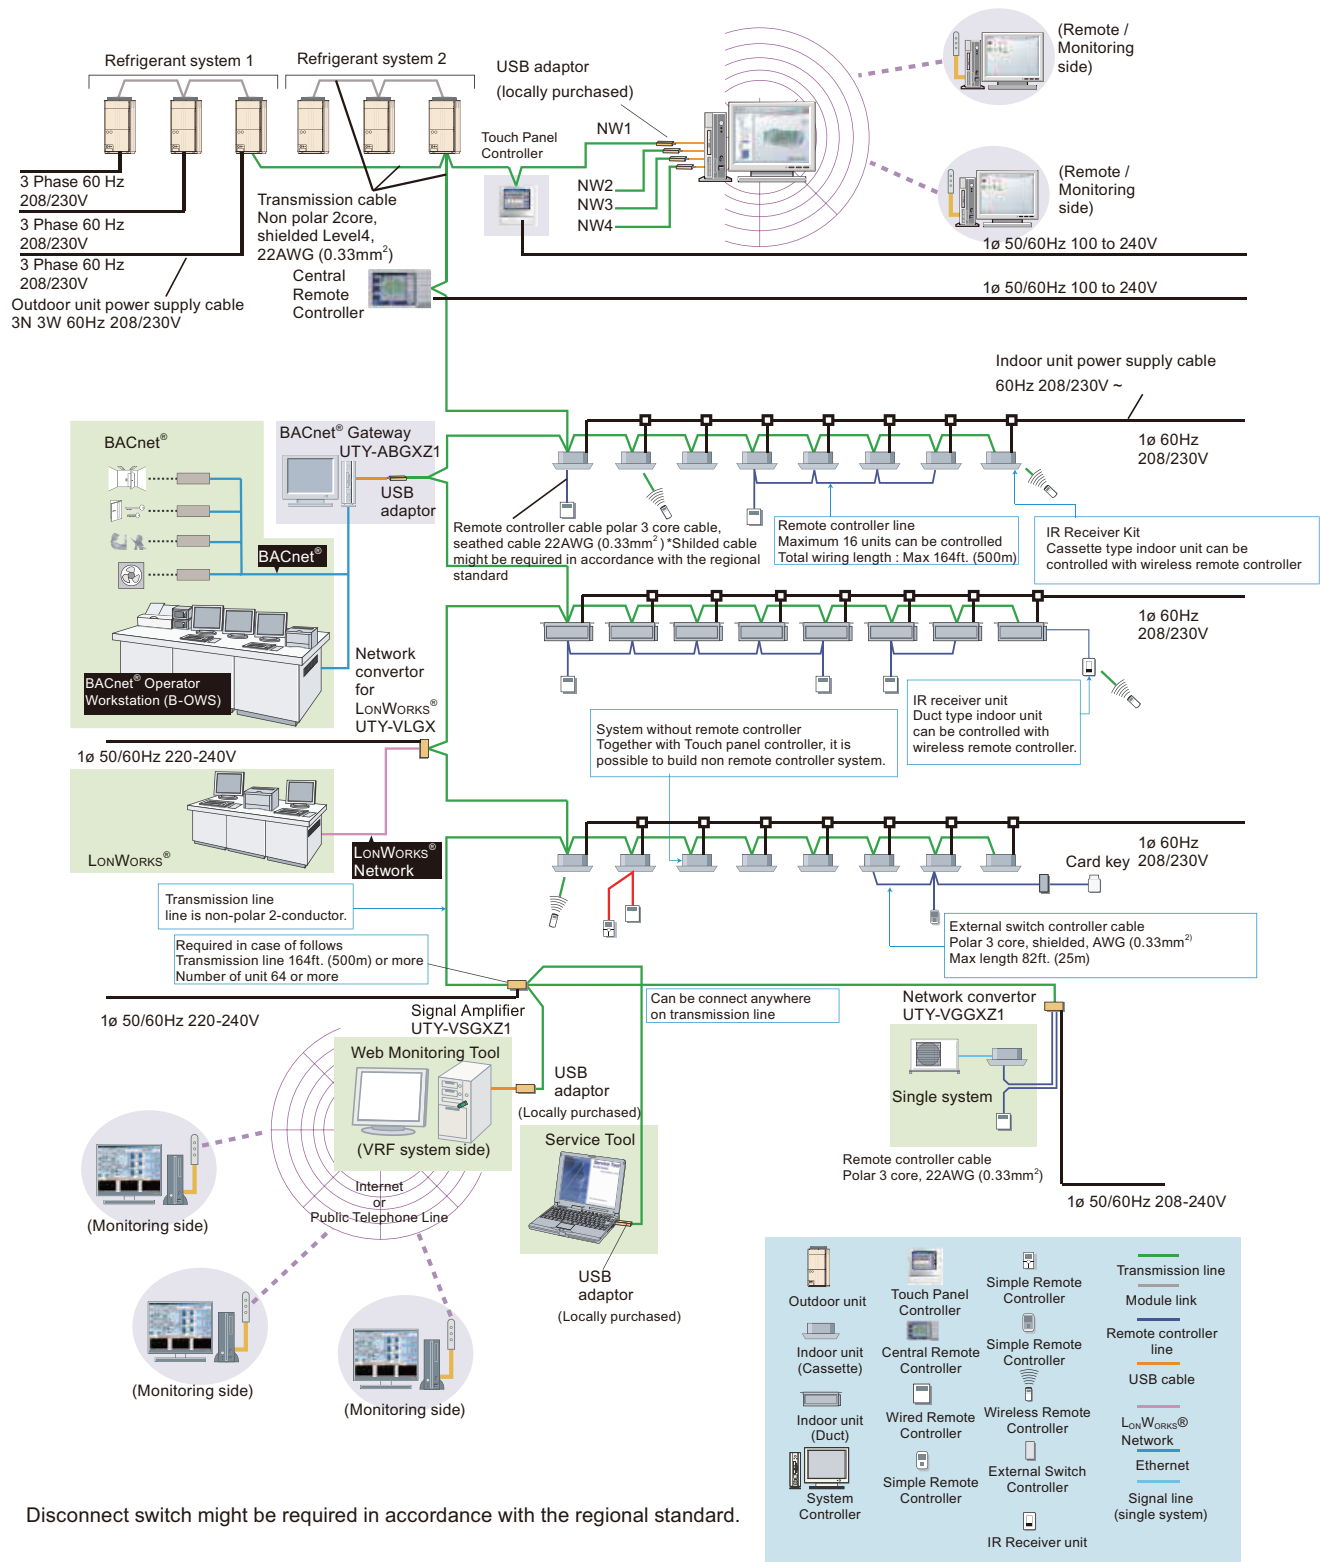 Refrigerant system 1
Refrigerant system 2
USB adaptor
(locally purchased)
(Remote /
Monitoring
side)
Touch Panel
Controller
NW1
NW2
NW3
NW4
(Remote /
Monitoring
side)
3 Phase 60 Hz
208/230V
3 Phase 60 Hz
208/230V
3 Phase 60 Hz
208/230V
Outdoor unit power supply cable
3N 3W 60Hz 208/230V
Transmission cable
Non polar 2core,
shielded Level4,
22AWG (0.33mm²)
Central
Remote
Controller
1ø 50/60Hz 100 to 240V
1ø 50/60Hz 100 to 240V
Indoor unit power supply cable
60Hz 208/230V ~
1ø 60Hz
208/230V
BACnet®
BACnet® Gateway
UTY-ABGXZ1
USB
adaptor
BACnet®
BACnet® Operator
Workstation (B-OWS)
Remote controller cable polar 3 core cable,
seathed cable 22AWG (0.33mm² ) *Shilded cable
might be required in accordance with the regional
standard
Remote controller line
Maximum 16 units can be controlled
Total wiring length : Max 164ft. (500m)
IR Receiver Kit
Cassette type indoor unit can be
controlled with wireless remote controller
1ø 60Hz
208/230V
Network
convertor
for
LONWORKS®
UTY-VLGX
IR receiver unit
Duct type indoor unit
can be controlled with
wireless remote controller.
System without remote controller
Together with Touch panel controller, it is
possible to build non remote controller system.
1ø 50/60Hz 220-240V
LONWORKS®
LONWORKS®
Network
1ø 60Hz
208/230V
Card key
Transmission line
line is non-polar 2-conductor.
Required in case of follows
Transmission line 164ft. (500m) or more
Number of unit 64 or more
External switch controller cable
Polar 3 core, shielded, AWG (0.33mm²⁾
Max length 82ft. (25m)
1ø 50/60Hz 220-240V
Signal Amplifier
UTY-VSGXZ1
Can be connect anywhere
on transmission line
Network convertor
UTY-VGGXZ1
Web Monitoring Tool
(VRF system side)
USB
adaptor
(Locally purchased)
Single system
Service Tool
Service Tool
Remote controller cable
Polar 3 core, 22AWG (0.33mm²)
1ø 50/60Hz 208-240V
Internet
or
Public Telephone Line
(Monitoring side)
USB
adaptor
(Locally purchased)
(Monitoring side)
(Monitoring side)
Outdoor unit
Indoor unit
(Cassette)
Indoor unit
(Duct)
System
Controller
Touch Panel
Controller
Central Remote
Controller
Wired Remote
Controller
Simple Remote
Controller
Simple Remote
Controller
Simple Remote
Controller
Wireless Remote
Controller
External Switch
Controller
IR Receiver unit
Transmission line
Module link
Remote controller
line
USB cable
LONWORKS®
Network
Ethernet
Signal line
(single system)
Disconnect switch might be required in accordance with the regional standard.